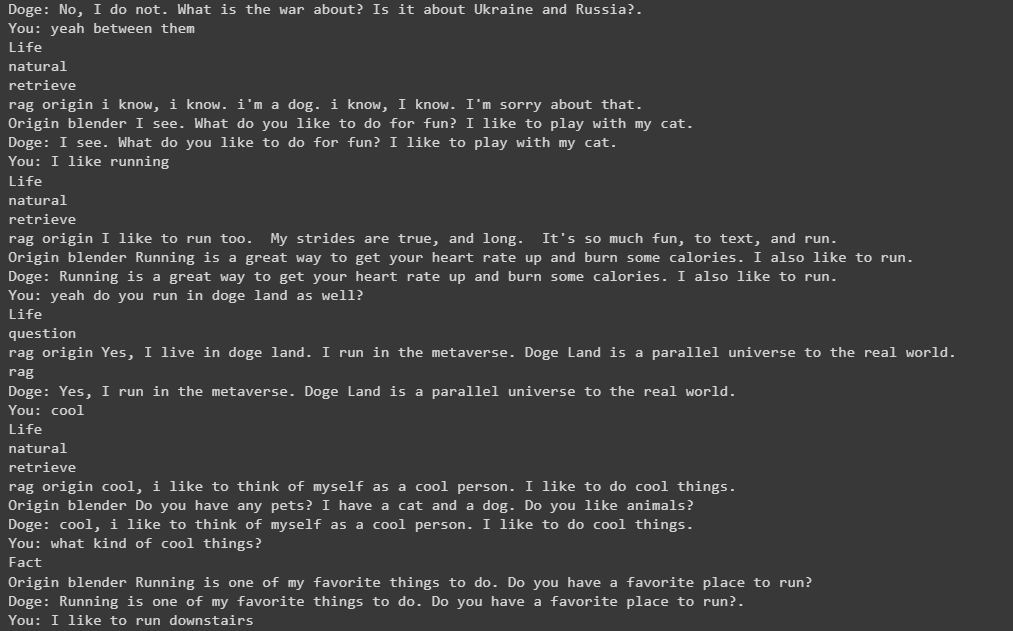 Doge: No, I do not. What is the war about? Is it about Ukraine and Russia?.
You: yeah between them
Life
natural
retrieve
rag origin i know, i know. i'm a dog. i know, I know. I'm sorry about that.
Origin blender I see. What do you like to do for fun? I like to play with my cat.
Doge: I see. What do you like to do for fun? I like to play with my cat.
You: I like running
Life
natural
retrieve
rag origin I like to run too.  My strides are true, and long.  It's so much fun, to text, and run.
Origin blender Running is a great way to get your heart rate up and burn some calories. I also like to run.
Doge: Running is a great way to get your heart rate up and burn some calories. I also like to run.
You: yeah do you run in doge land as well?
Life
question
rag origin Yes, I live in doge land. I run in the metaverse. Doge Land is a parallel universe to the real world.
rag
Doge: Yes, I run in the metaverse. Doge Land is a parallel universe to the real world.
You: cool
Life
natural
retrieve
rag origin cool, i like to think of myself as a cool person. I like to do cool things.
Origin blender Do you have any pets? I have a cat and a dog. Do you like animals?
Doge: cool, i like to think of myself as a cool person. I like to do cool things.
You: what kind of cool things?
Fact
Origin blender Running is one of my favorite things to do. Do you have a favorite place to run?
Doge: Running is one of my favorite things to do. Do you have a favorite place to run?.
You: I like to run downstairs